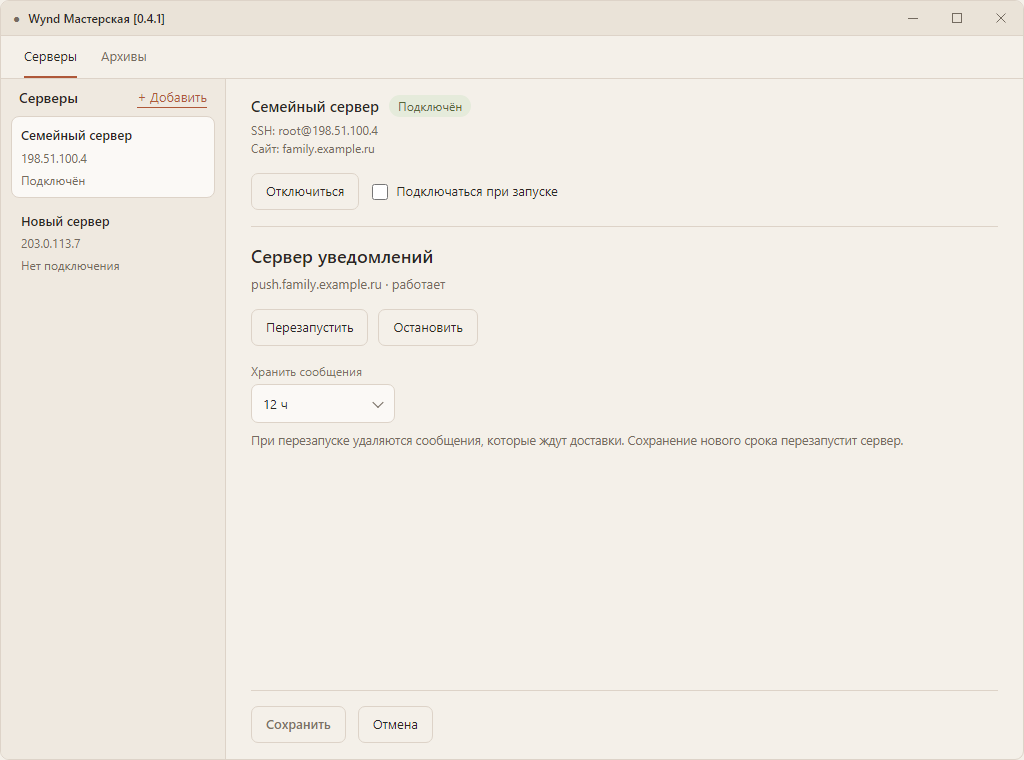 Wynd Мастерская [0.4.1]
Серверы
Архивы
Серверы
+ Добавить
Семейный сервер
198.51.100.4
Подключён
Новый сервер
203.0.113.7
Нет подключения
Семейный сервер
Подключён
SSH: root@198.51.100.4
Сайт: family.example.ru
Отключиться
Подключаться при запуске
Сервер уведомлений
push.family.example.ru · работает
Перезапустить
Остановить
Хранить сообщения
12 ч
При перезапуске удаляются сообщения, которые ждут доставки. Сохранение нового срока перезапустит сервер.
Сохранить
Отмена